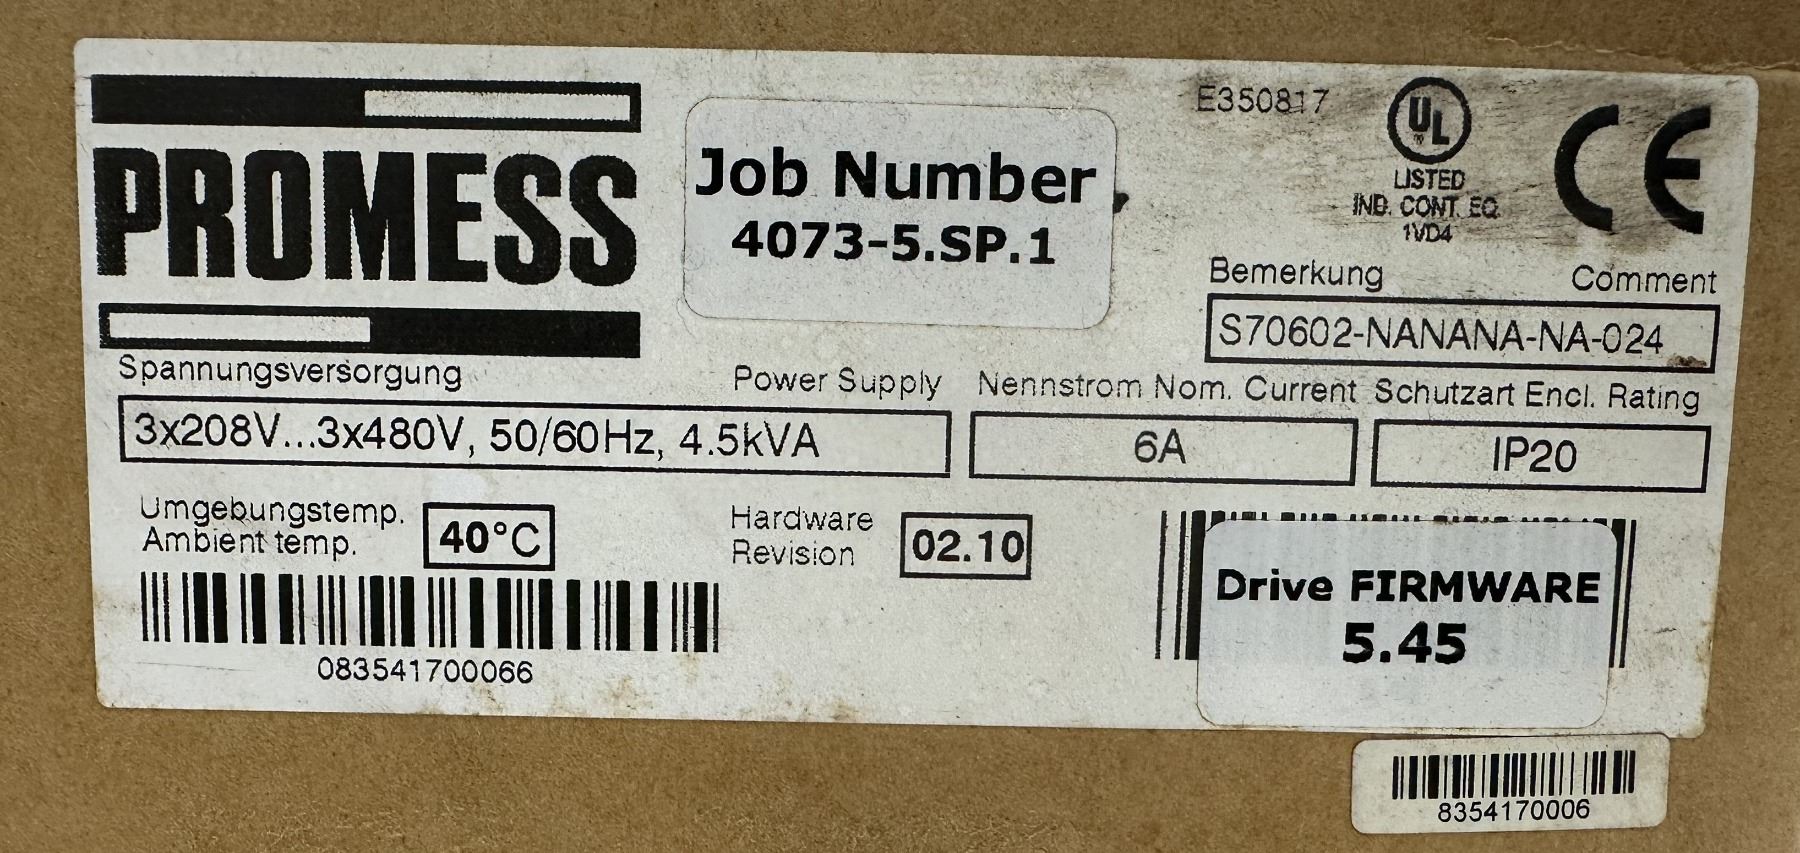 PROMESS
Job Number
4073-5.SP.1
E350817
UL
LISTED
IND. CONT. EQ.
1VD4
CE
Bemerkung Comment
S70602-NANANA-NA-024
Spannungsversorgung Power Supply Nennstrom Nom. Current Schutzart Encl. Rating
3x208V...3x480V, 50/60Hz, 4.5kVA 6A IP20
Umgebungstemp.
Ambient temp.
40°C
Hardware
Revision
02.10
083541700066
Drive FIRMWARE
5.45
8354170006